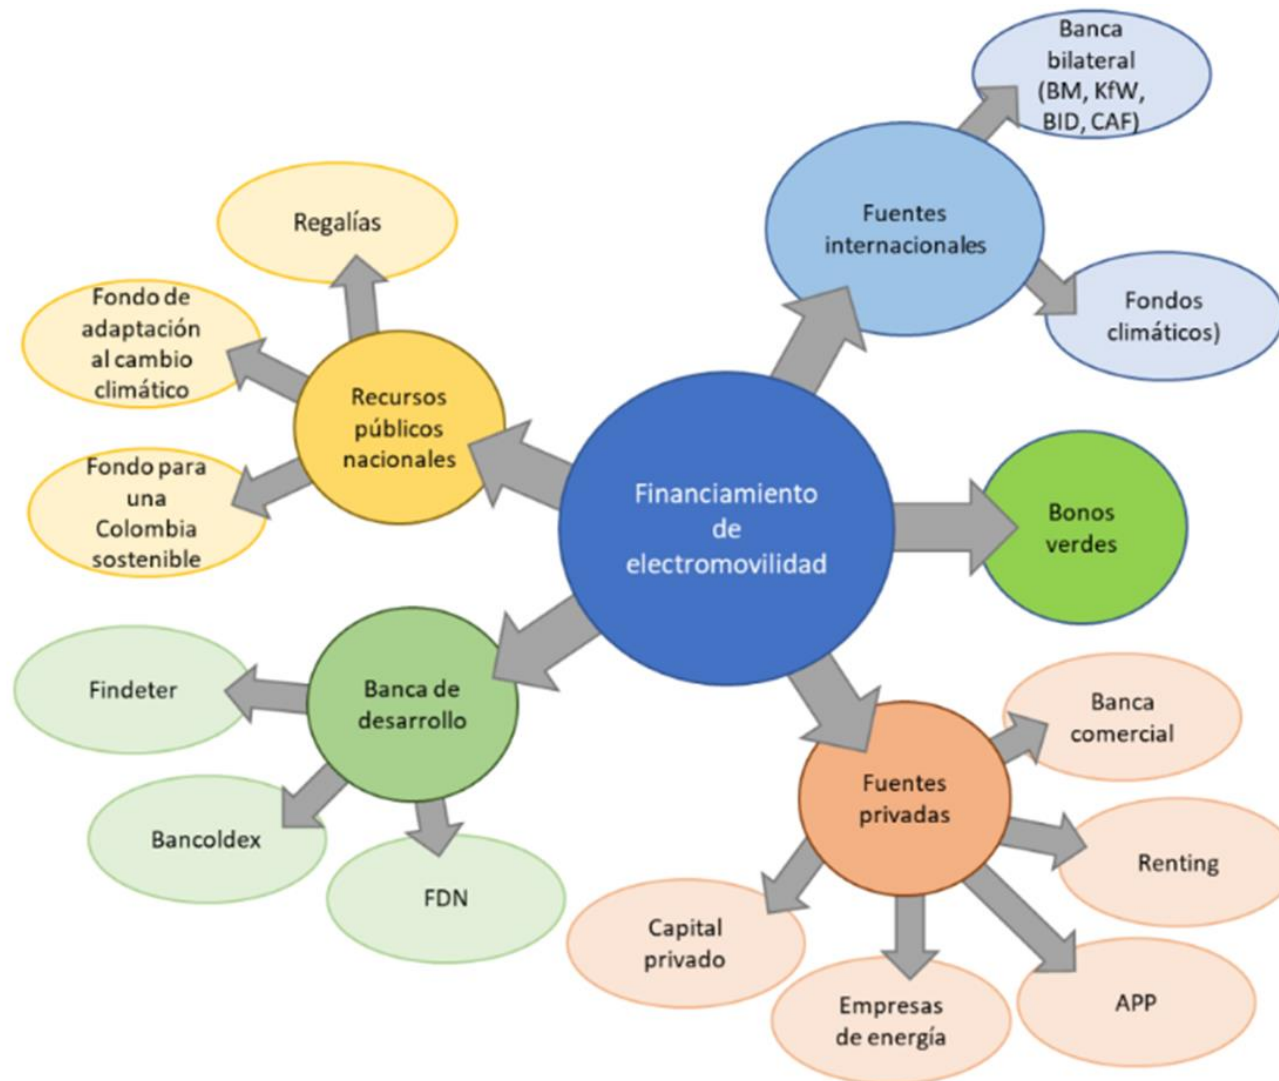 Banca
bilateral
(BM, KfW,
BID, CAF)
Fuentes
internacionales
Fondos
climáticos)
Regalías
Fondo de
adaptación
al cambio
climático
Recursos
públicos
nacionales
Fondo para
una
Colombia
sostenible
Financiamiento
de
electromovilidad
Bonos
verdes
Findeter
Banca de
desarrollo
Bancoldex
FDN
Fuentes
privadas
Banca
comercial
Renting
APP
Empresas
de energía
Capital
privado